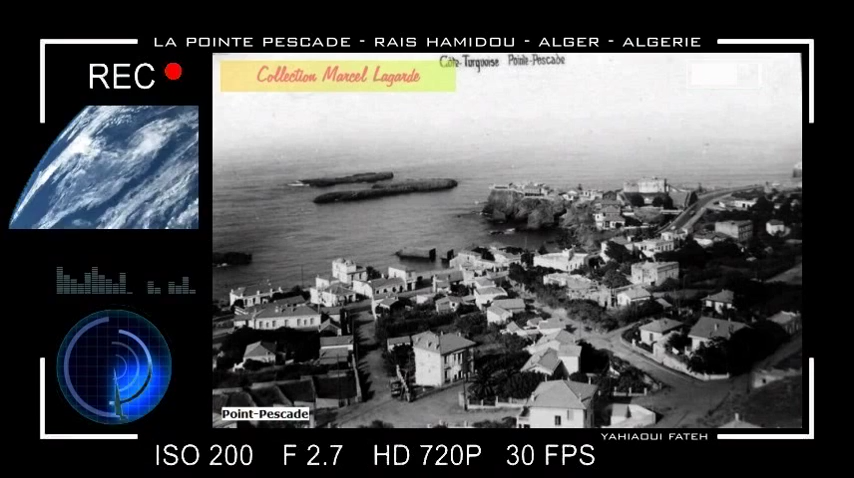 LA POINTE PESCADE - RAIS HAMIDOU - ALGER - ALGERIE
REC
Côte-Turquoise Pointe-Pescade
Collection Marcel Lagarde
Point-Pescade
YAHIAOUI FATEH
ISO 200 F 2.7 HD 720P 30 FPS